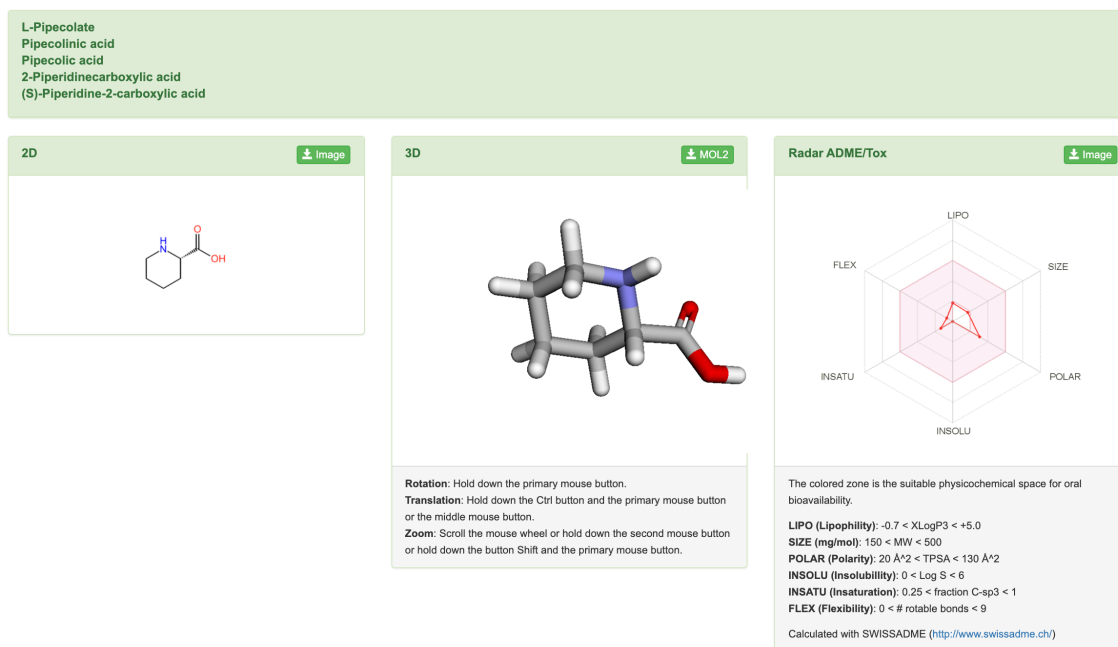 L-Pipecolate
Pipecolinic acid
Pipecolic acid
2-Piperidinecarboxylic acid
(S)-Piperidine-2-carboxylic acid
2D
Image
H
N
O
OH
3D
MOL2
Rotation: Hold down the primary mouse button.
Translation: Hold down the Ctrl button and the primary mouse button
or the middle mouse button.
Zoom: Scroll the mouse wheel or hold down the second mouse button
or hold down the button Shift and the primary mouse button.
Radar ADME/Tox
Image
LIPO
FLEX
SIZE
INSATU
POLAR
INSOLU
The colored zone is the suitable physicochemical space for oral
bioavailability.
LIPO (Lipophility): -0.7 < XLogP3 < +5.0
SIZE (mg/mol): 150 < MW < 500
POLAR (Polarity): 20 Å^2 < TPSA < 130 Å^2
INSOLU (Insolubillity): 0 < Log S < 6
INSATU (Insaturation): 0.25 < fraction C-sp3 < 1
FLEX (Flexibility): 0 < # rotable bonds < 9
Calculated with SWISSADME (http://www.swissadme.ch/)